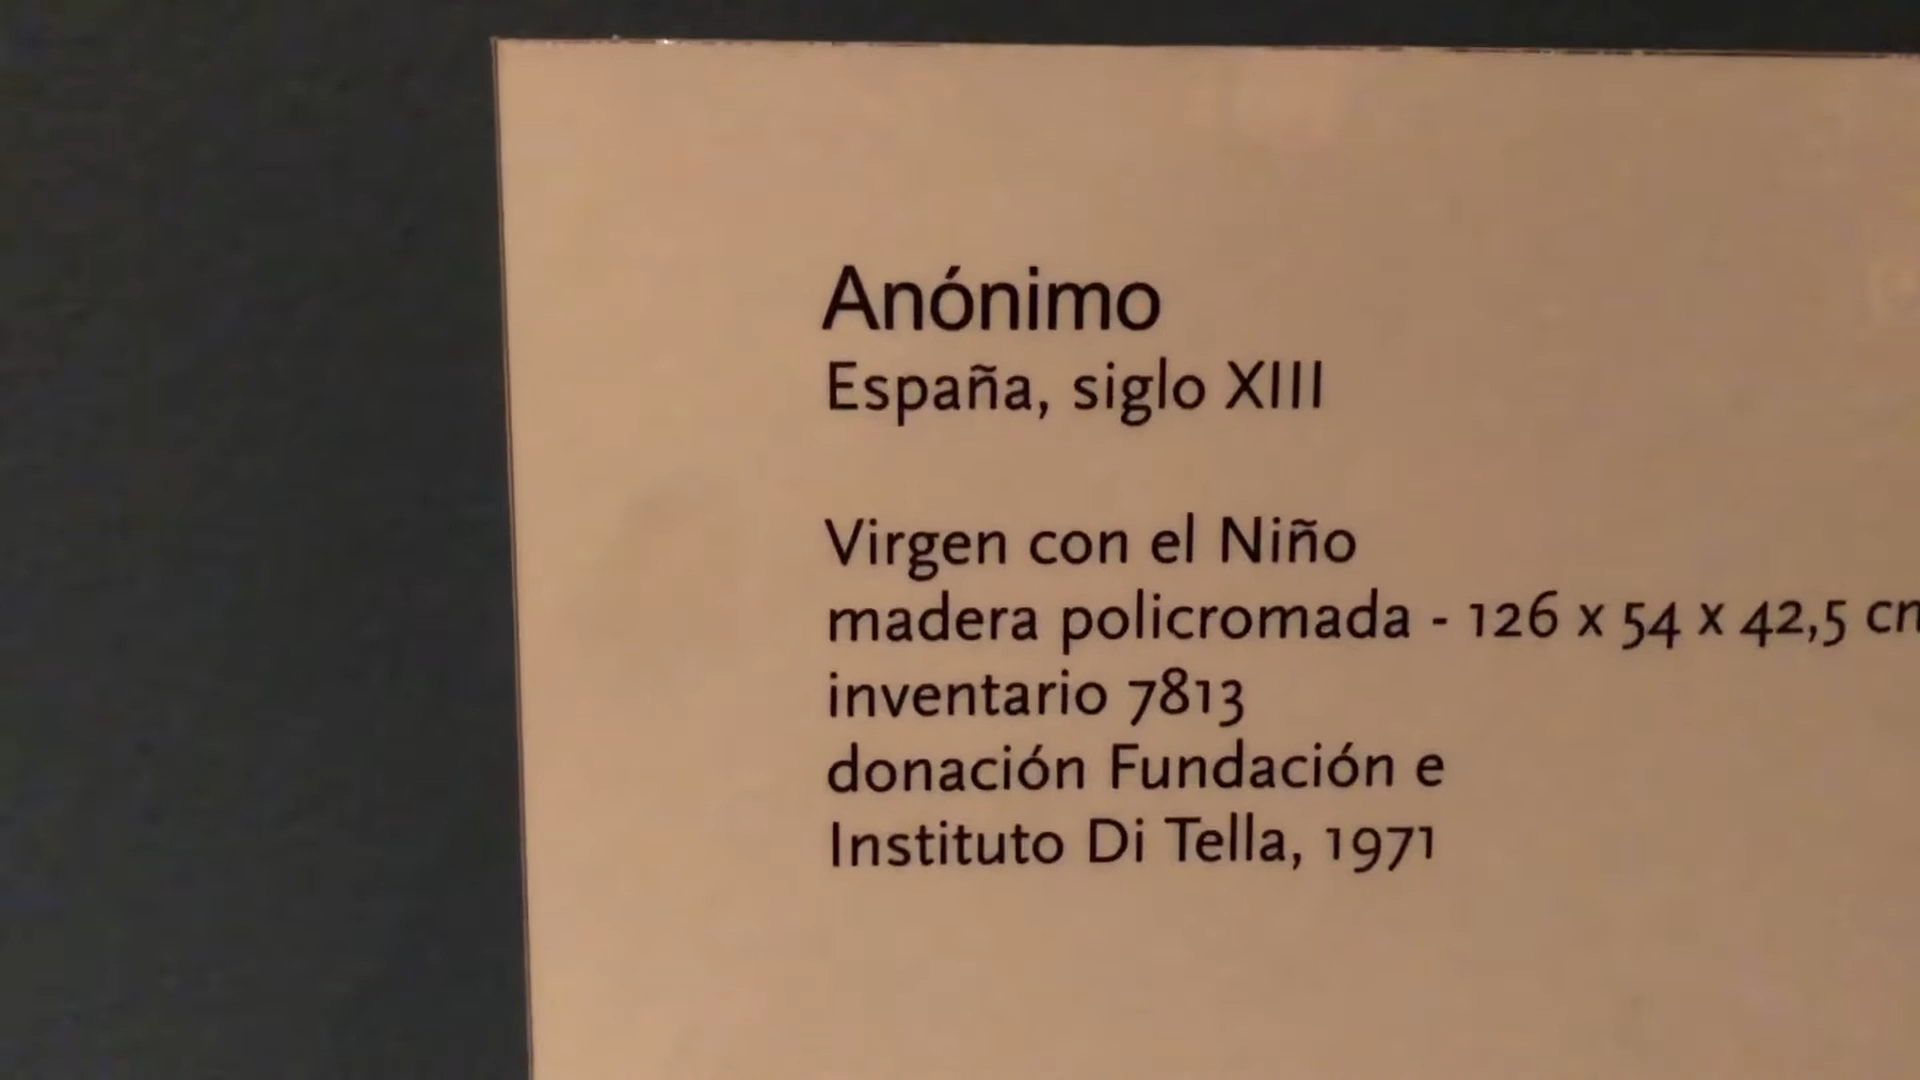 Anónimo
España, siglo XIII
Virgen con el Niño
madera policromada - 126 x 54 x 42,5 cm
inventario 7813
donación Fundación e
Instituto Di Tella, 1971